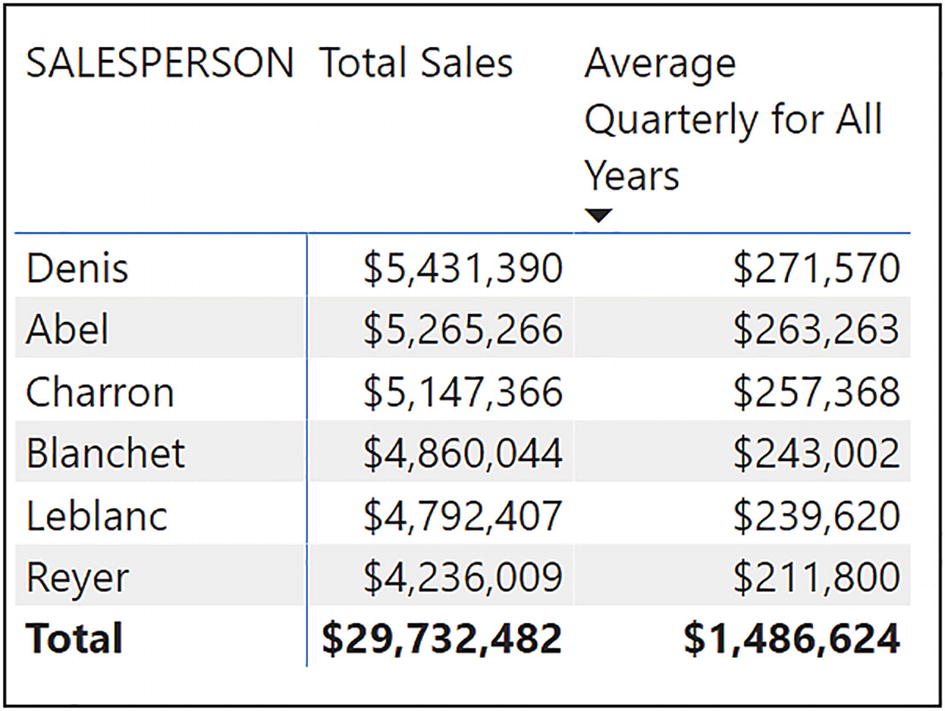 SALESPERSON Total Sales Average
Quarterly for All
Years
Denis $5,431,390 $271,570
Abel $5,265,266 $263,263
Charron $5,147,366 $257,368
Blanchet $4,860,044 $243,002
Leblanc $4,792,407 $239,620
Reyer $4,236,009 $211,800
Total $29,732,482 $1,486,624